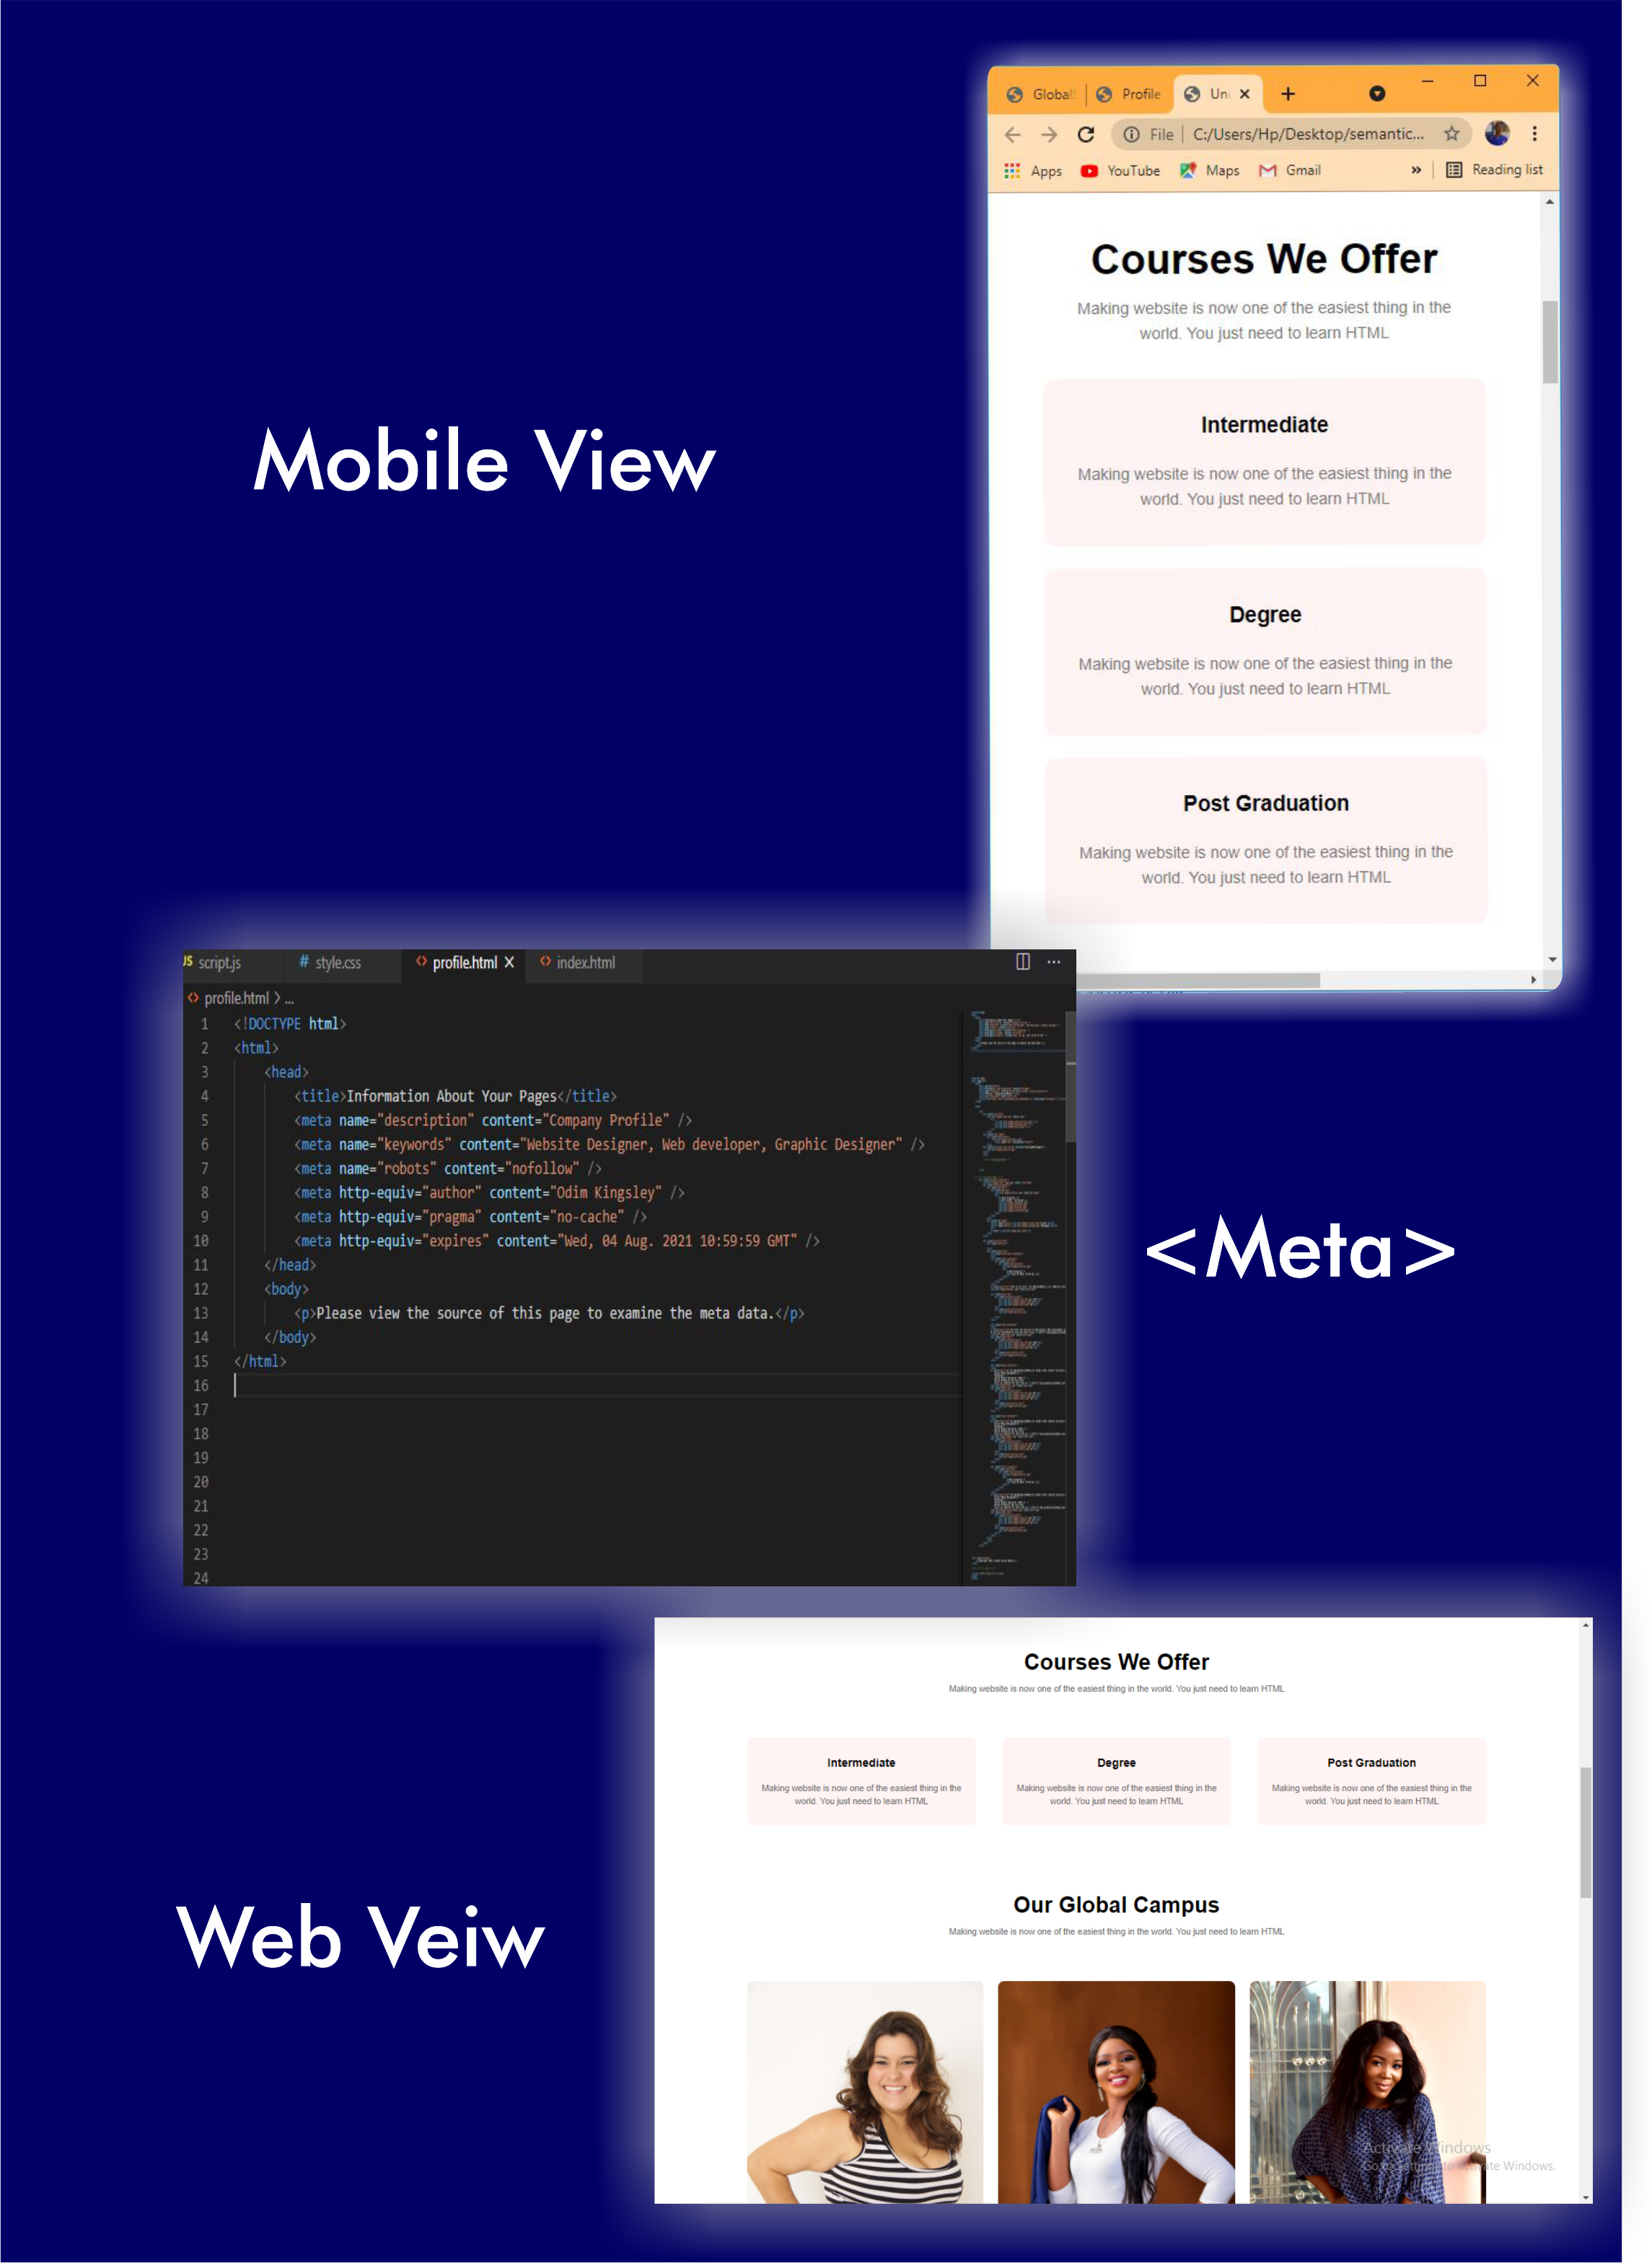 GlobalS
Profile
Uni
File
C:/Users/Hp/Desktop/semantic...
Apps
YouTube
Maps
Gmail
»
Reading list
Courses We Offer
Making website is now one of the easiest thing in the
world. You just need to learn HTML
Intermediate
Making website is now one of the easiest thing in the
world. You just need to learn HTML
Degree
Making website is now one of the easiest thing in the
world. You just need to learn HTML
Post Graduation
Making website is now one of the easiest thing in the
world. You just need to learn HTML
Mobile View
JS script.js # style.css <> profile.html X <> index.html ...
<> profile.html > ...
1 <!DOCTYPE html>
2 <html>
3 <head>
4 <title>Information About Your Pages</title>
5 <meta name="description" content="Company Profile" />
6 <meta name="keywords" content="Website Designer, Web developer, Graphic Designer" />
7 <meta name="robots" content="nofollow" />
8 <meta http-equiv="author" content="Odim Kingsley" />
9 <meta http-equiv="pragma" content="no-cache" />
10 <meta http-equiv="expires" content="Wed, 04 Aug. 2021 10:59:59 GMT" />
11 </head>
12 <body>
13 <p>Please view the source of this page to examine the meta data.</p>
14 </body>
15 </html>
16
17
18
19
20
21
22
23
24
<Meta>
Courses We Offer
Making website is now one of the easiest thing in the world. You just need to learn HTML
Intermediate
Making website is now one of the easiest thing in the
world. You just need to learn HTML
Degree
Making website is now one of the easiest thing in the
world. You just need to learn HTML
Post Graduation
Making website is now one of the easiest thing in the
world. You just need to learn HTML
Our Global Campus
Making website is now one of the easiest thing in the world. You just need to learn HTML
Web Veiw
Activate Windows
Go to Settings to activate Windows.